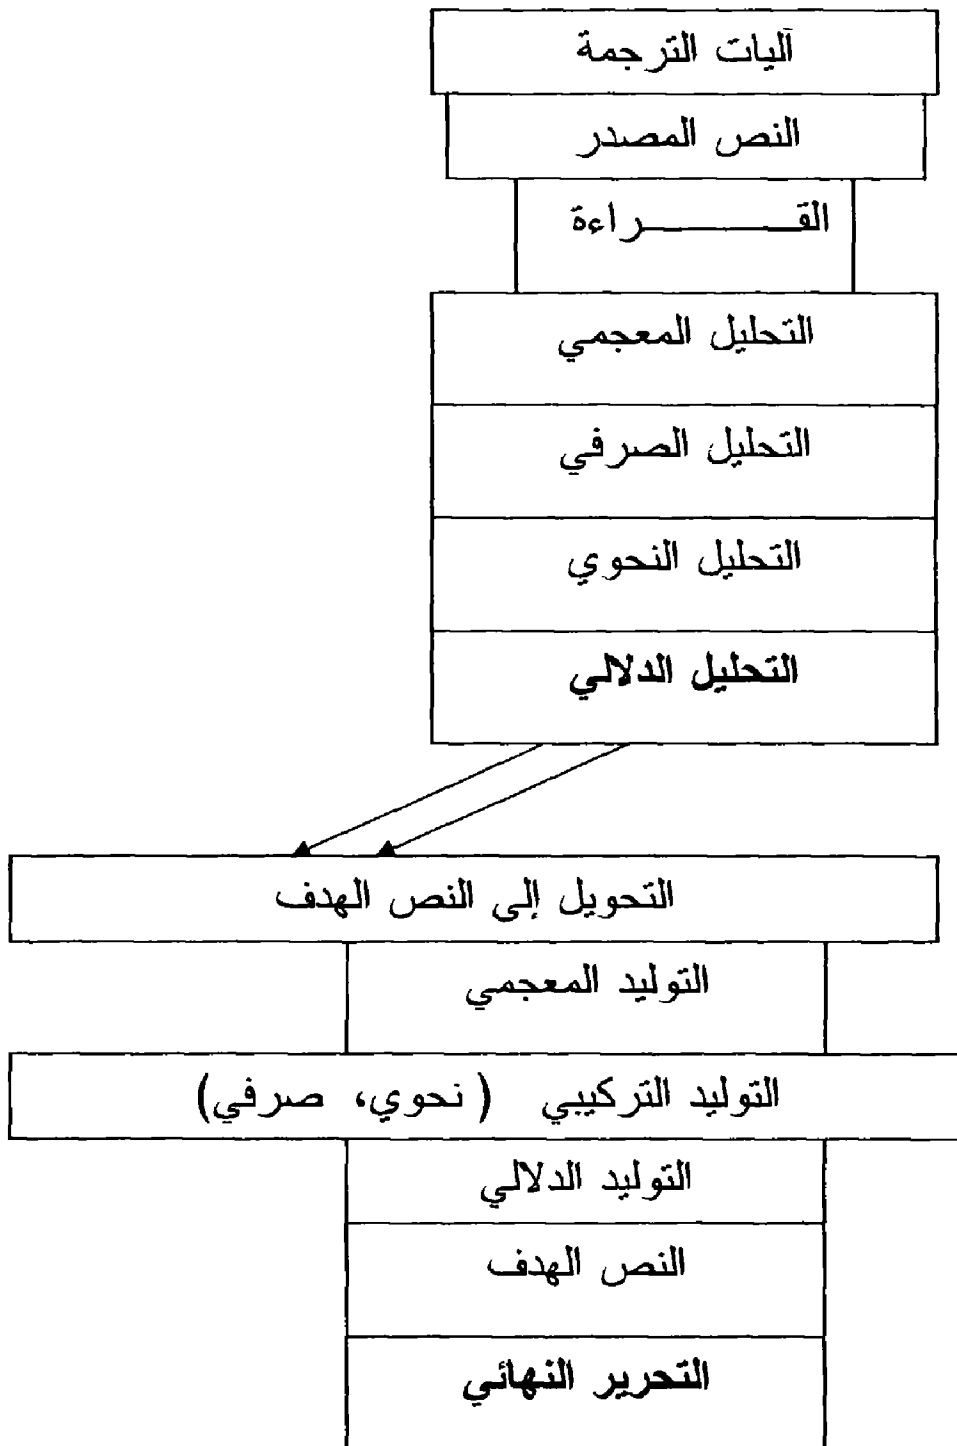 آليات الترجمة
النص المصدر
القـــــــراءة
التحليل المعجمي
التحليل الصرفي
التحليل النحوي
التحليل الدلالي
التحويل إلى النص الهدف
التوليد المعجمي
التوليد التركيبي (نحوي، صرفي)
التوليد الدلالي
النص الهدف
التحرير النهائي